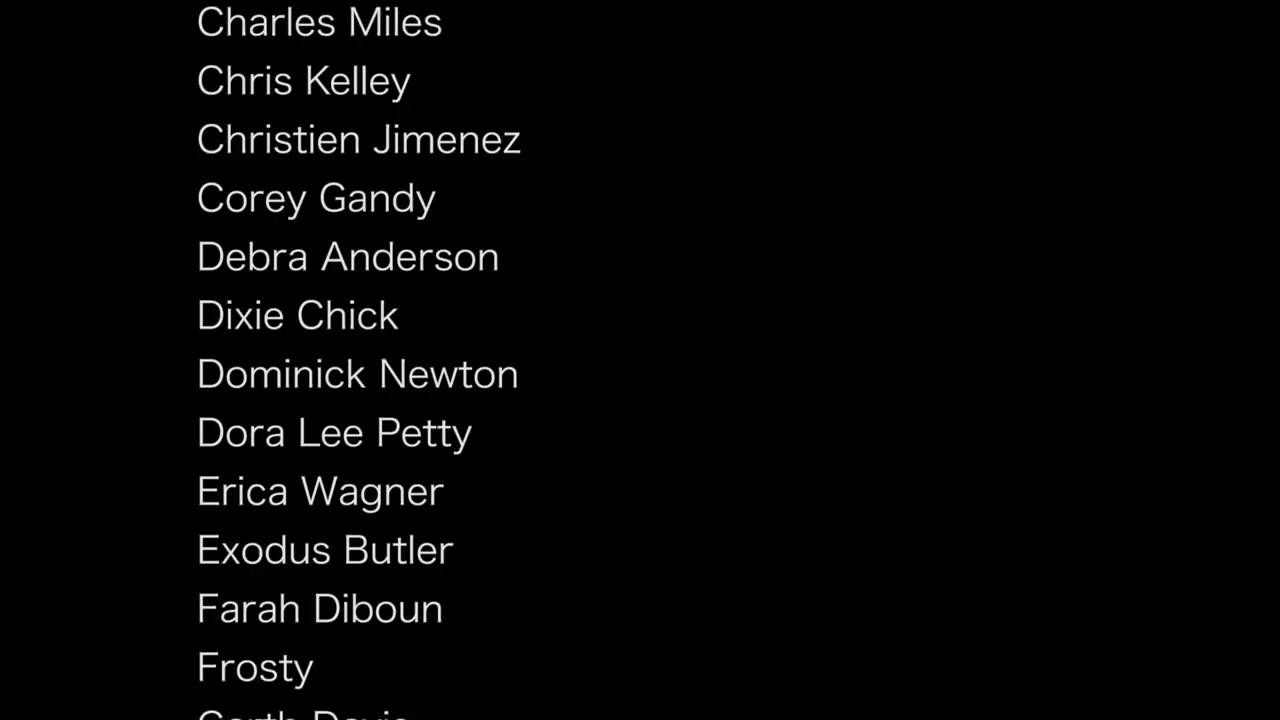 Charles Miles
Chris Kelley
Christien Jimenez
Corey Gandy
Debra Anderson
Dixie Chick
Dominick Newton
Dora Lee Petty
Erica Wagner
Exodus Butler
Farah Diboun
Frosty